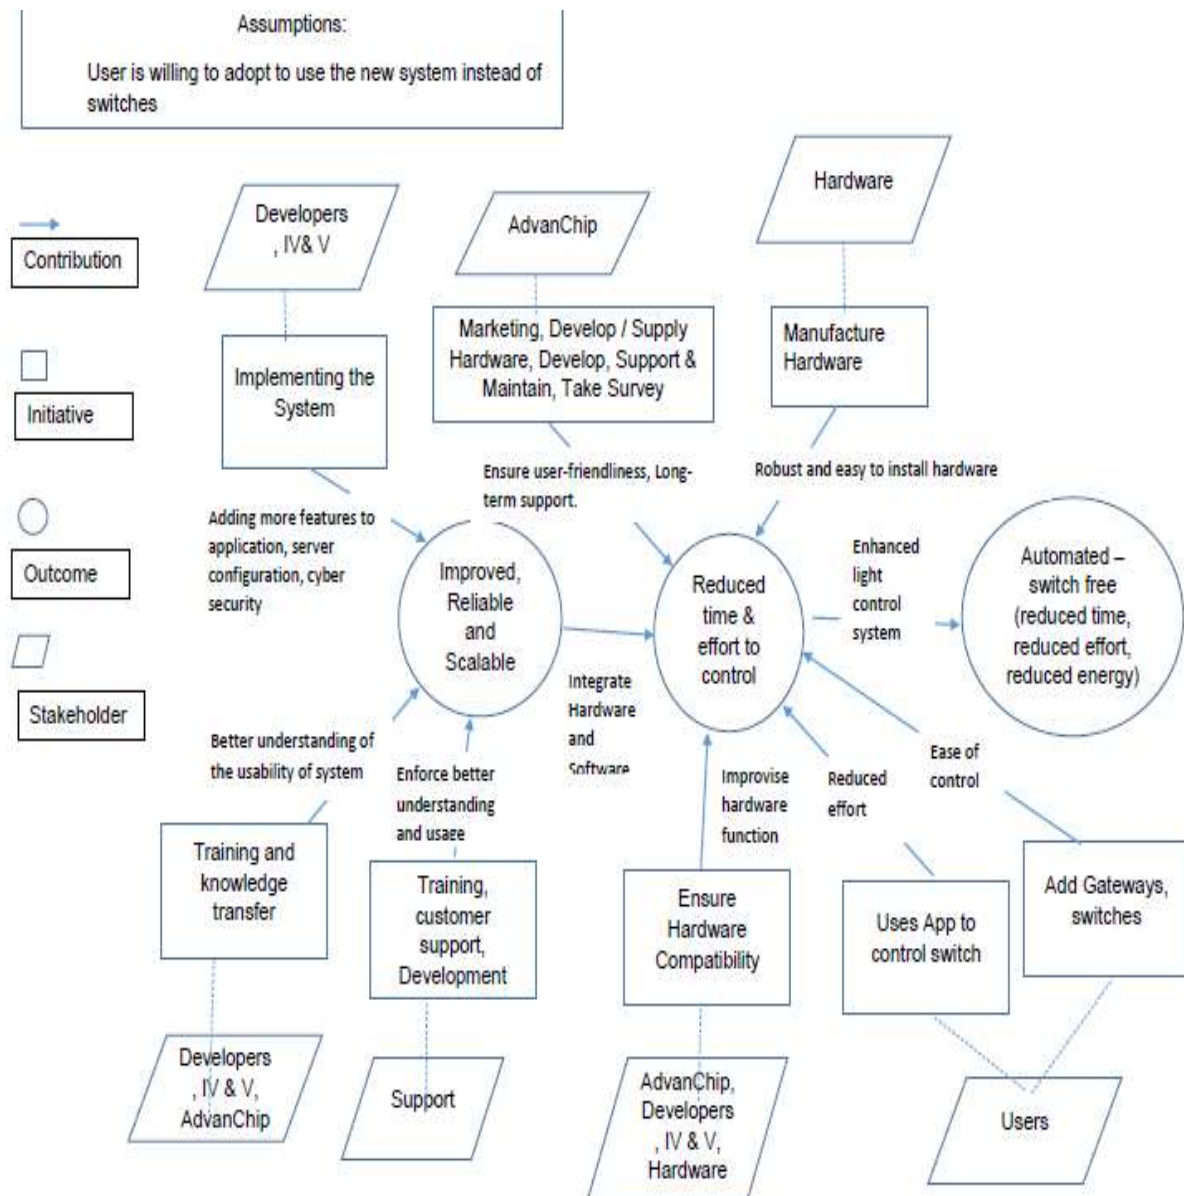 Assumptions:
User is willing to adopt to use the new system instead of
switches
Contribution
Initiative
Outcome
Stakeholder
Developers
, IV& V
AdvanChip
Hardware
Implementing the
System
Marketing, Develop / Supply
Hardware, Develop, Support &
Maintain, Take Survey
Manufacture
Hardware
Adding more features to
application, server
configuration, cyber
security
Ensure user-friendliness, Long-
term support.
Robust and easy to install hardware
Improved,
Reliable
and
Scalable
Reduced
time &
effort to
control
Enhanced
light
control
system
Automated –
switch free
(reduced time,
reduced effort,
reduced energy)
Integrate
Hardware
and
Software
Better understanding of
the usability of system
Enforce better
understanding
and usage
Improvise
hardware
function
Reduced
effort
Ease of
control
Training and
knowledge
transfer
Training,
customer
support,
Development
Ensure
Hardware
Compatibility
Uses App to
control switch
Add Gateways,
switches
Developers
, IV & V,
AdvanChip
Support
AdvanChip,
Developers
, IV & V,
Hardware
Users